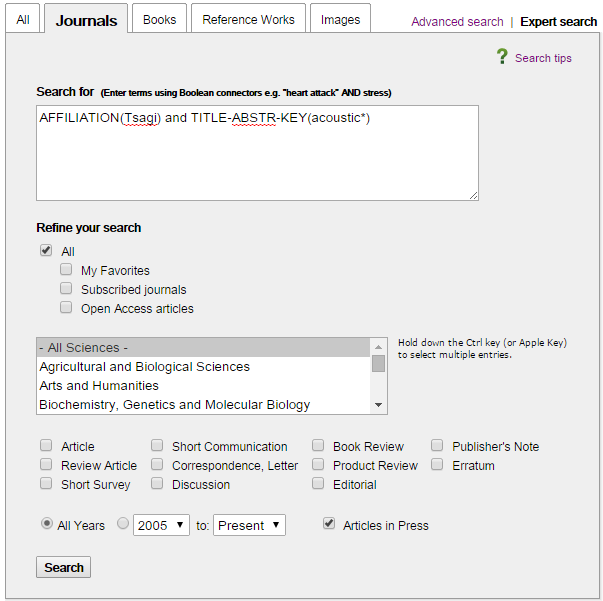 All Journals Books Reference Works Images Advanced search | Expert search
? Search tips
Search for (Enter terms using Boolean connectors e.g. "heart attack" AND stress)
AFFILIATION(Tsagi) and TITLE-ABSTR-KEY(acoustic*)
Refine your search
All
My Favorites
Subscribed journals
Open Access articles
- All Sciences -
Agricultural and Biological Sciences
Arts and Humanities
Biochemistry, Genetics and Molecular Biology
Hold down the Ctrl key (or Apple Key)
to select multiple entries.
Article Short Communication Book Review Publisher's Note
Review Article Correspondence, Letter Product Review Erratum
Short Survey Discussion Editorial
All Years 2005 to: Present Articles in Press
Search